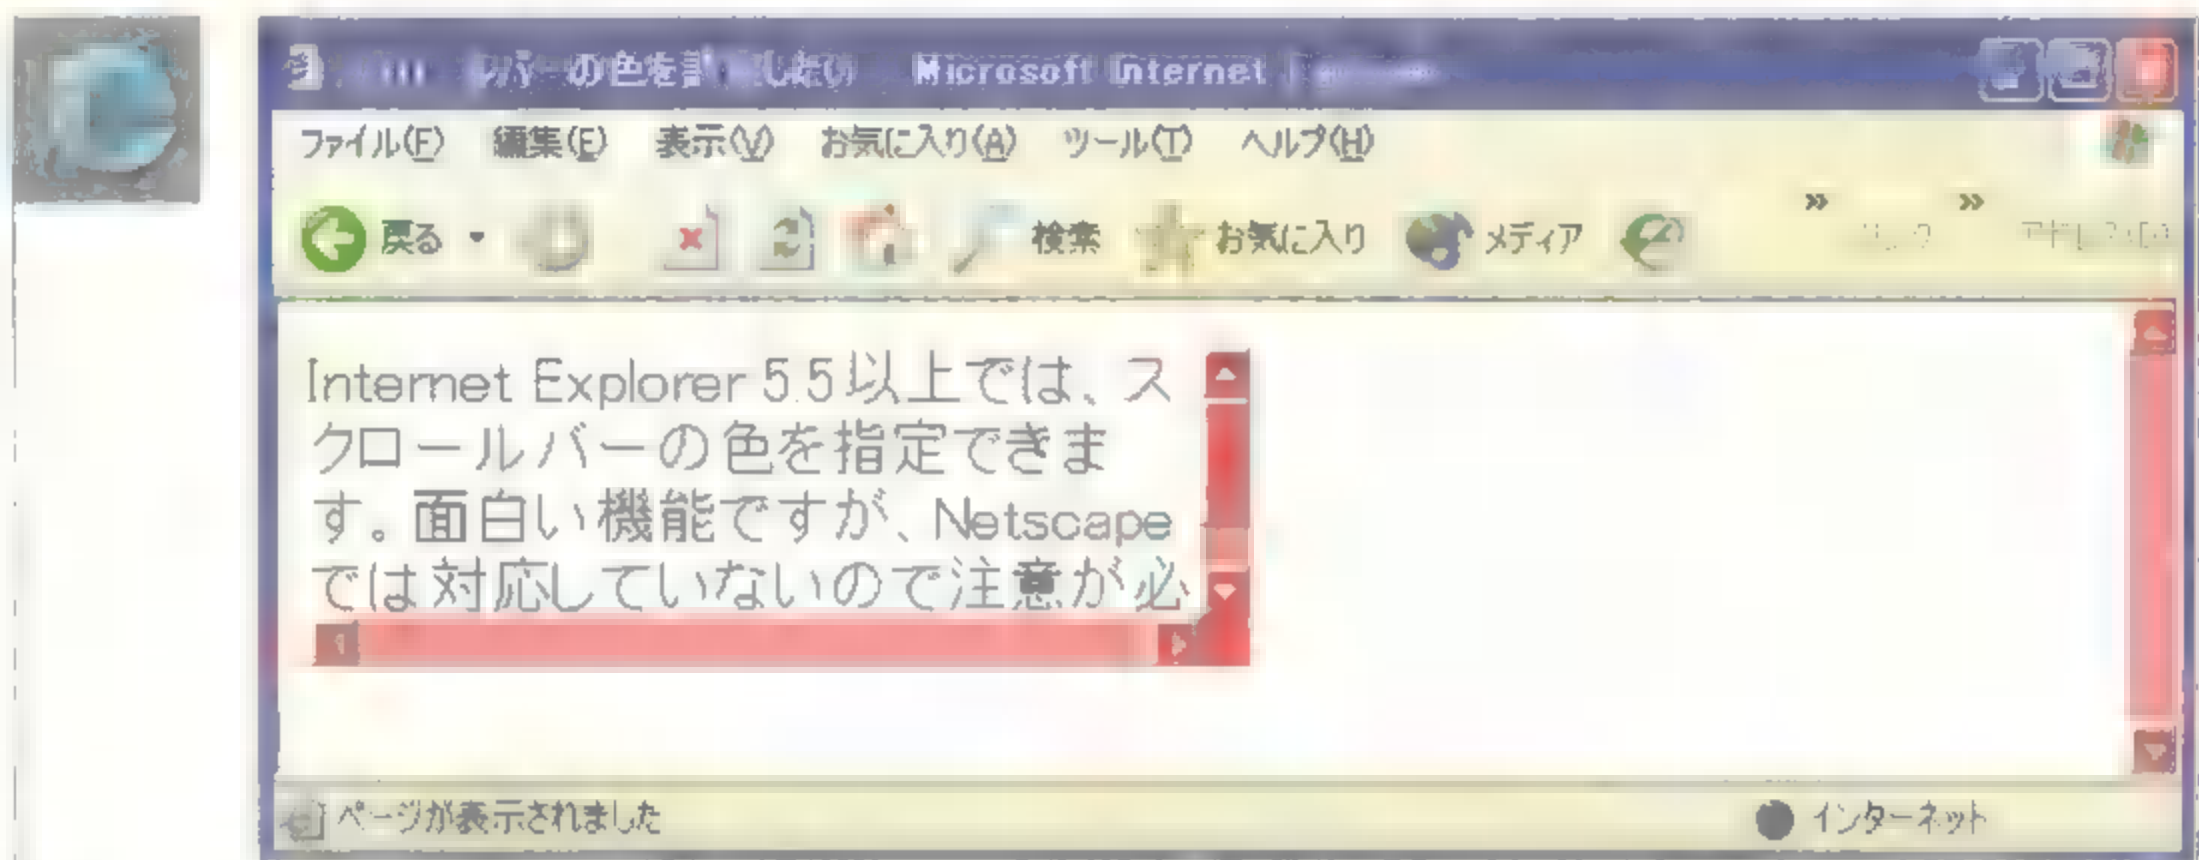 の色を Microsoft Internet
ファイル(F) 編集(E) 表示(V) お気に入り(A) ツール(T) ヘルプ(H)
戻る 検索 お気に入り メディア »  »
Internet Explorer 5.5以上では、ス
クロールバーの色を指定できま
す。面白い機能ですが、Netscape
では対応していないので注意が必
ページが表示されました インターネット